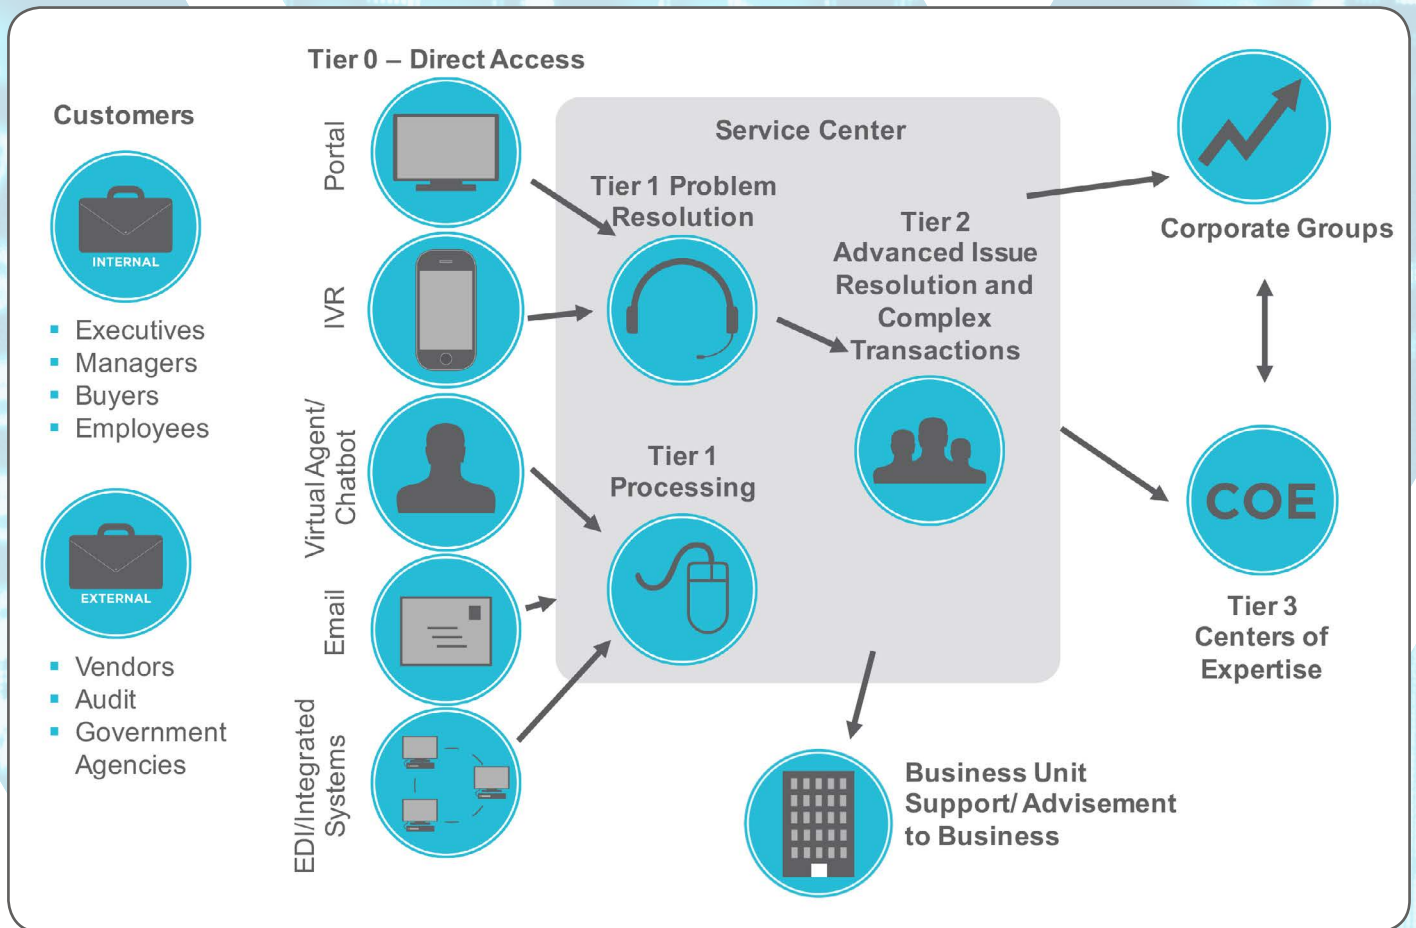 Customers
INTERNAL
▪ Executives
▪ Managers
▪ Buyers
▪ Employees
EXTERNAL
▪ Vendors
▪ Audit
▪ Government
Agencies
Tier 0 – Direct Access
Portal
IVR
Virtual Agent/
Chatbot
Email
EDI/Integrated
Systems
Service Center
Tier 1 Problem
Resolution
Tier 1
Processing
Tier 2
Advanced Issue
Resolution and
Complex
Transactions
Corporate Groups
COE
Tier 3
Centers of
Expertise
Business Unit
Support/ Advisement
to Business